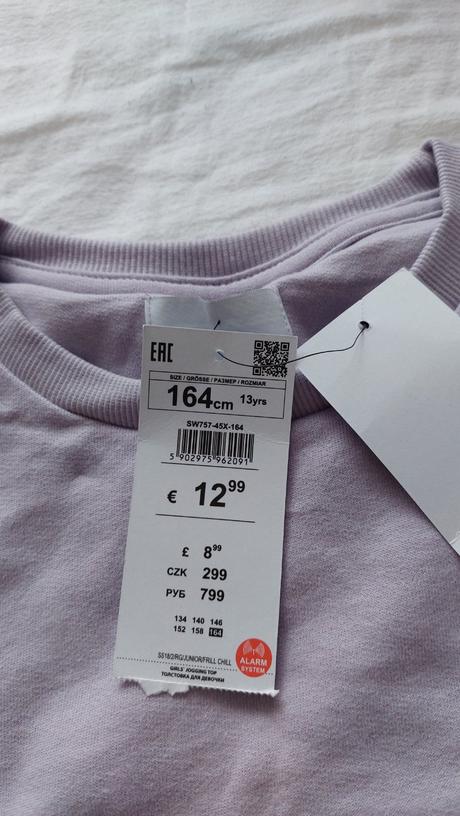 EAC
SIZE / GRÖSSE / РАЗМЕР / ROZMIAR
164cm 13yrs
SW757-45X-164
5 902975 962091
€ 12 99
£ 8 99
CZK 299
РУБ 799
134 140 146
152 158 164
SS18/2/RG/JUNIOR/FRILL CHILL
GIRLS' JOGGING TOP
ТОЛСТОВКА ДЛЯ ДЕВОЧКИ
ALARM
SYSTEM